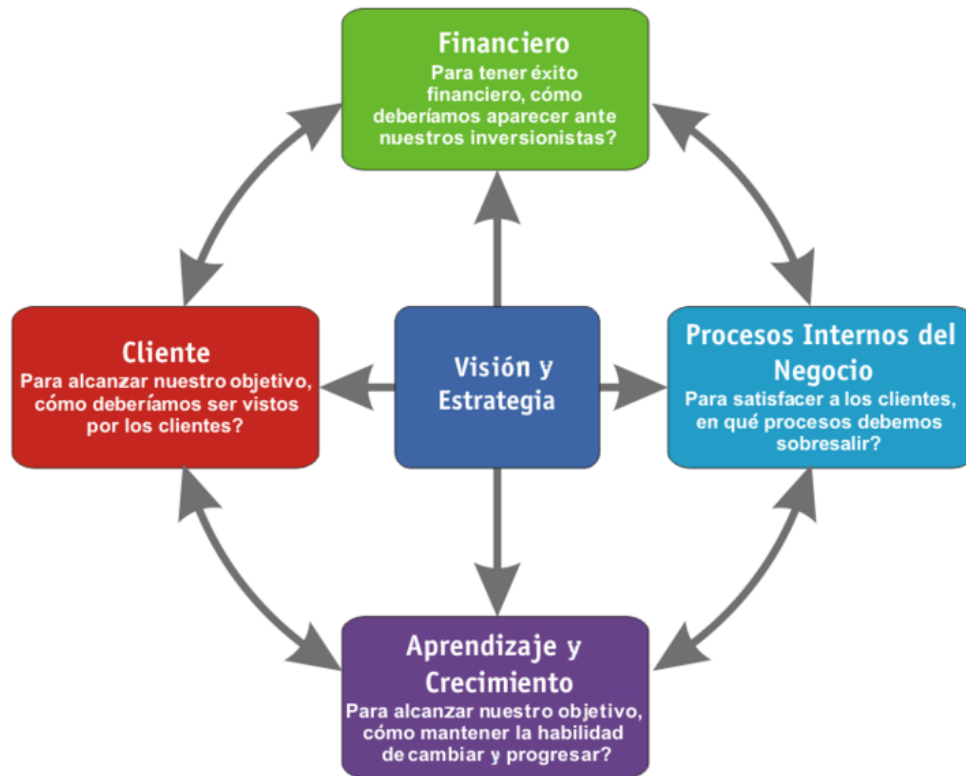 Financiero
Para tener éxito
financiero, cómo
deberíamos aparecer ante
nuestros inversionistas?
Cliente
Para alcanzar nuestro objetivo,
cómo deberíamos ser vistos
por los clientes?
Visión y
Estrategia
Procesos Internos del
Negocio
Para satisfacer a los clientes,
en qué procesos debemos
sobresalir?
Aprendizaje y
Crecimiento
Para alcanzar nuestro objetivo,
cómo mantener la habilidad
de cambiar y progresar?